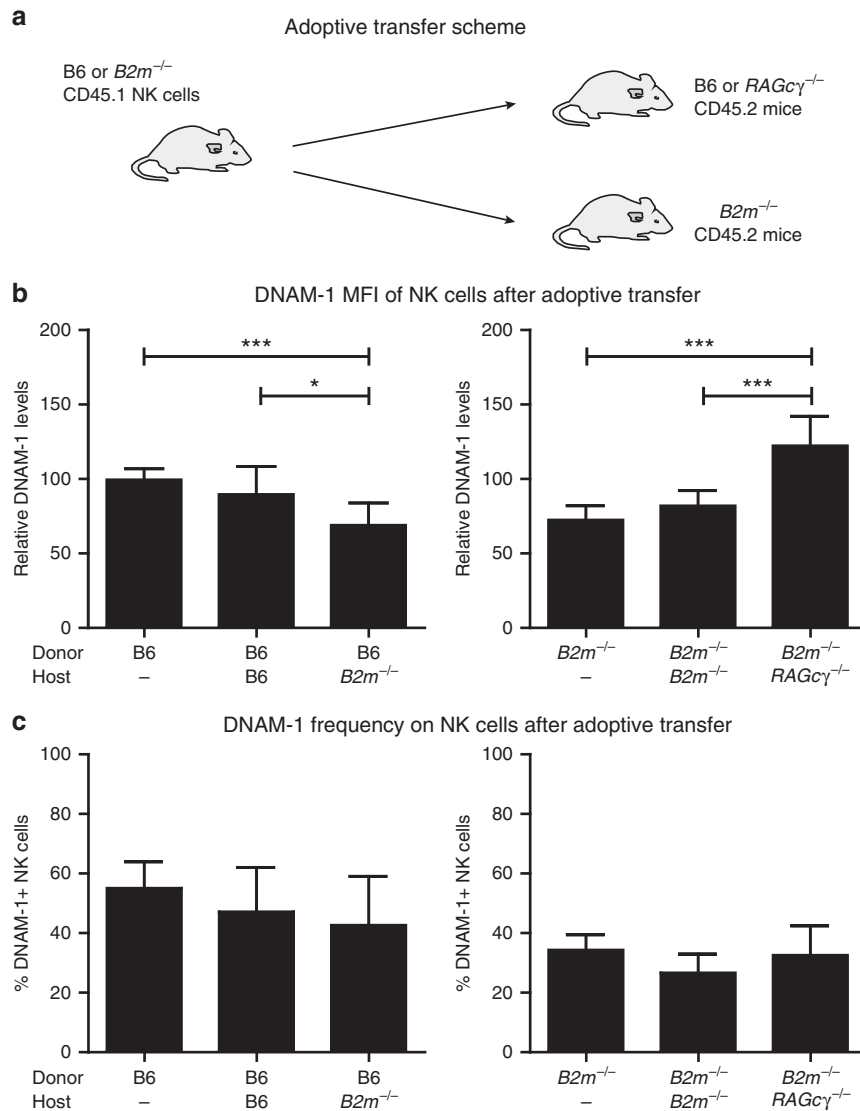 a
Adoptive transfer scheme
B6 or B2m–/–
CD45.1 NK cells
B6 or RAGcγ–/–
CD45.2 mice
B2m–/–
CD45.2 mice
b
DNAM-1 MFI of NK cells after adoptive transfer
Relative DNAM-1 levels
200
150
100
50
0
***
*
Donor B6 B6 B6
Host – B6 B2m–/–
Relative DNAM-1 levels
200
150
100
50
0
***
***
B2m–/– B2m–/– B2m–/–
– B2m–/– RAGcγ–/–
c
DNAM-1 frequency on NK cells after adoptive transfer
% DNAM-1+ NK cells
100
80
60
40
20
0
Donor B6 B6 B6
Host – B6 B2m–/–
% DNAM-1+ NK cells
100
80
60
40
20
0
B2m–/– B2m–/– B2m–/–
– B2m–/– RAGcγ–/–